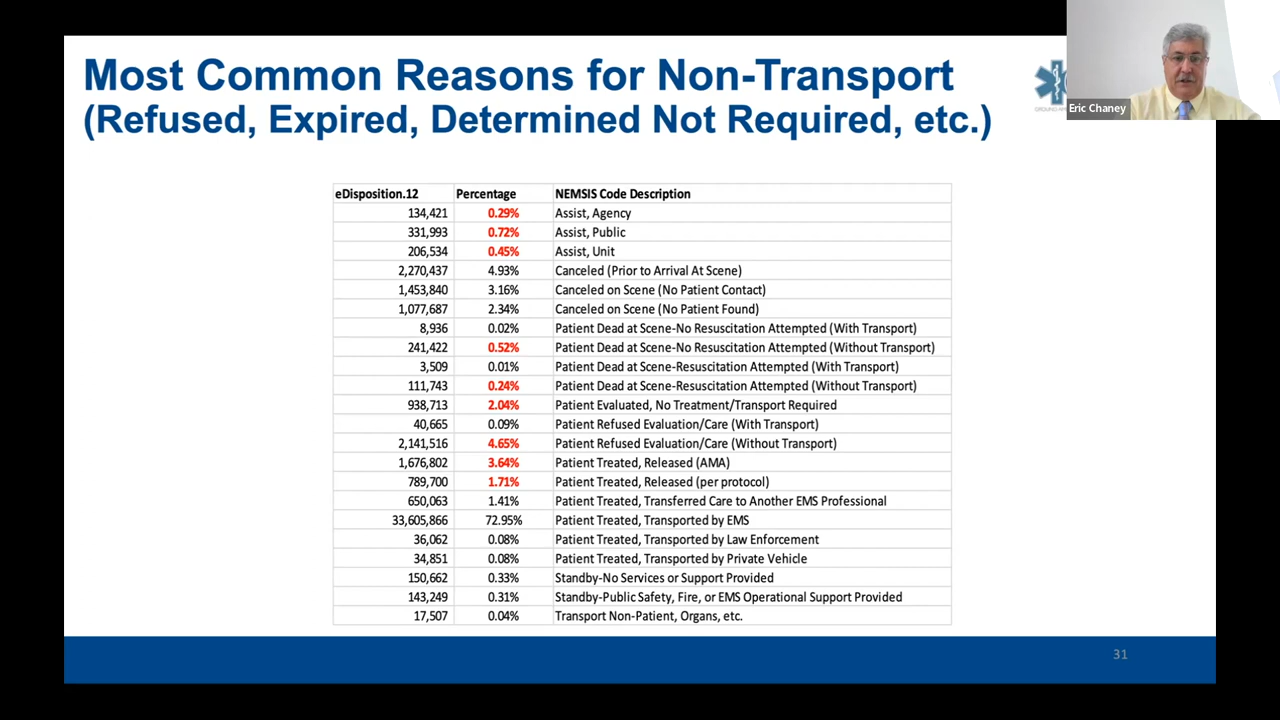 Most Common Reasons for Non-Transport
(Refused, Expired, Determined Not Required, etc.)
Eric Chaney
eDisposition.12 Percentage NEMSIS Code Description
134,421 0.29% Assist, Agency
331,993 0.72% Assist, Public
206,534 0.45% Assist, Unit
2,270,437 4.93% Canceled (Prior to Arrival At Scene)
1,453,840 3.16% Canceled on Scene (No Patient Contact)
1,077,687 2.34% Canceled on Scene (No Patient Found)
8,936 0.02% Patient Dead at Scene-No Resuscitation Attempted (With Transport)
241,422 0.52% Patient Dead at Scene-No Resuscitation Attempted (Without Transport)
3,509 0.01% Patient Dead at Scene-Resuscitation Attempted (With Transport)
111,743 0.24% Patient Dead at Scene-Resuscitation Attempted (Without Transport)
938,713 2.04% Patient Evaluated, No Treatment/Transport Required
40,665 0.09% Patient Refused Evaluation/Care (With Transport)
2,141,516 4.65% Patient Refused Evaluation/Care (Without Transport)
1,676,802 3.64% Patient Treated, Released (AMA)
789,700 1.71% Patient Treated, Released (per protocol)
650,063 1.41% Patient Treated, Transferred Care to Another EMS Professional
33,605,866 72.95% Patient Treated, Transported by EMS
36,062 0.08% Patient Treated, Transported by Law Enforcement
34,851 0.08% Patient Treated, Transported by Private Vehicle
150,662 0.33% Standby-No Services or Support Provided
143,249 0.31% Standby-Public Safety, Fire, or EMS Operational Support Provided
17,507 0.04% Transport Non-Patient, Organs, etc.
31